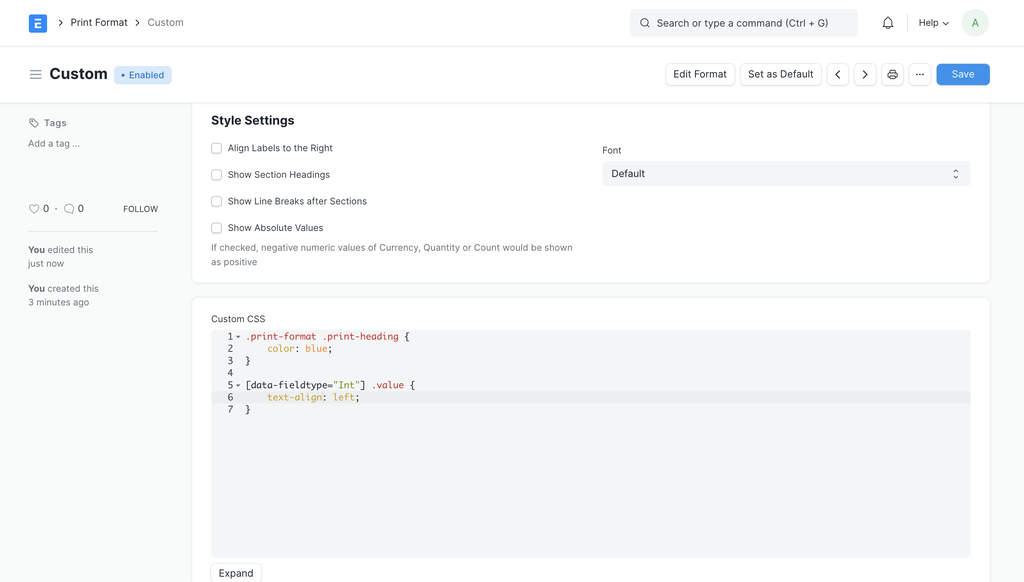 E
Print Format
Custom
Search or type a command (Ctrl + G)
Help
A
Custom
Enabled
Edit Format
Set as Default
Save
Tags
Add a tag ...
0 · 0
FOLLOW
You edited this
just now
You created this
3 minutes ago
Style Settings
Align Labels to the Right
Show Section Headings
Show Line Breaks after Sections
Show Absolute Values
If checked, negative numeric values of Currency, Quantity or Count would be shown
as positive
Font
Default
Custom CSS
1 .print-format .print-heading {
2     color: blue;
3 }
4
5 [data-fieldtype="Int"] .value {
6     text-align: left;
7 }
Expand